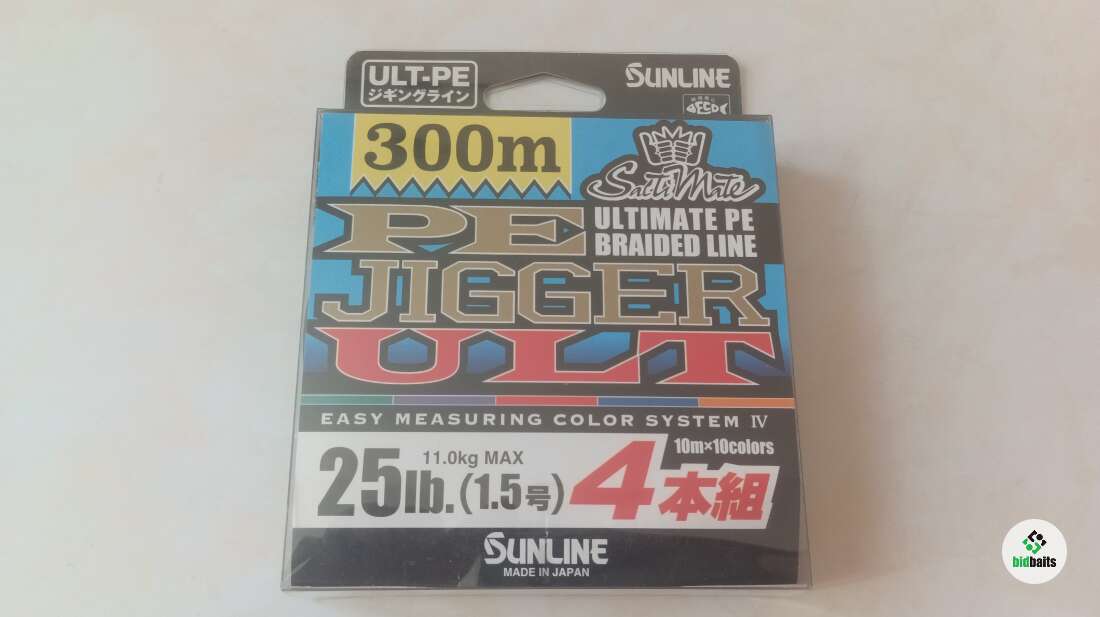 ULT-PE
ジギングライン
SUNLINE
ECO
300m
SaltiMate
ULTIMATE PE
BRAIDED LINE
PE
JIGGER
ULT
EASY MEASURING COLOR SYSTEM IV
10m×10colors
11.0kg MAX
25lb.(1.5号)
4本組
SUNLINE
MADE IN JAPAN
bidbaits